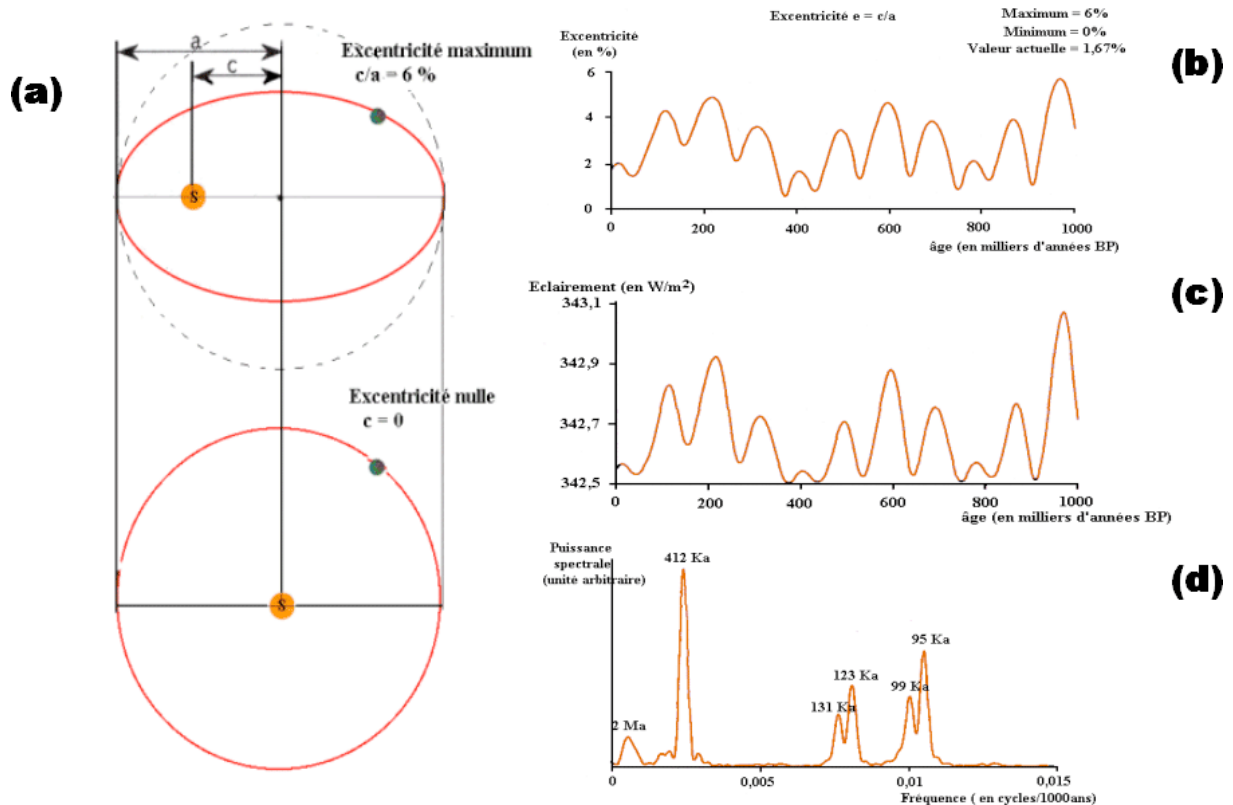 (a)
a
c
Excentricité maximum
c/a = 6 %
S
Excentricité nulle
c = 0
S
(b)
Excentricité e = c/a
Maximum = 6%
Minimum = 0%
Valeur actuelle = 1,67%
Excentricité
(en %)
6
4
2
0
0 200 400 600 800 1000
âge (en milliers d'années BP)
(c)
Eclairement (en W/m²)
343,1
342,9
342,7
342,5
0 200 400 600 800 1000
âge (en milliers d'années BP)
(d)
Puissance
spectrale
(unité arbitraire)
412 Ka
2 Ma
131 Ka
123 Ka
99 Ka
95 Ka
0 0,005 0,01 0,015
Fréquence ( en cycles/1000ans)